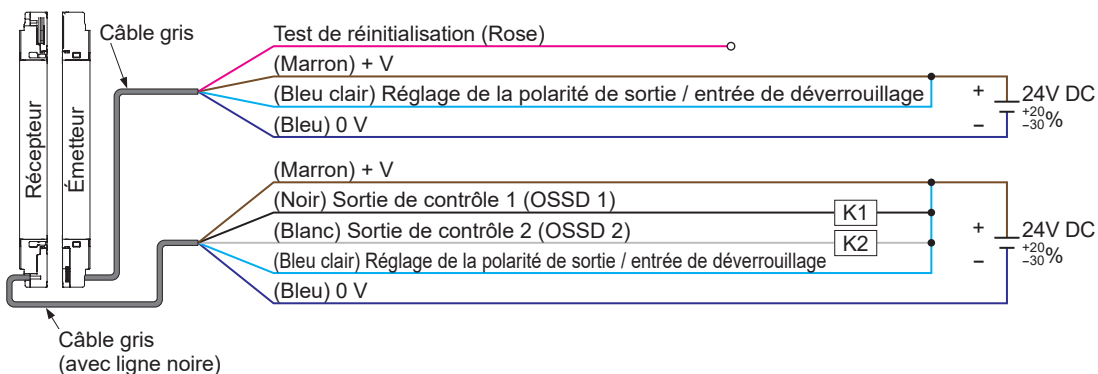 Câble gris
Récepteur
Émetteur
Test de réinitialisation (Rose)
(Marron) + V
(Bleu clair) Réglage de la polarité de sortie / entrée de déverrouillage
(Bleu) 0 V
+
−
24V DC
+20
−30 %
(Marron) + V
(Noir) Sortie de contrôle 1 (OSSD 1)
K1
(Blanc) Sortie de contrôle 2 (OSSD 2)
K2
(Bleu clair) Réglage de la polarité de sortie / entrée de déverrouillage
(Bleu) 0 V
+
−
24V DC
+20
−30 %
Câble gris
(avec ligne noire)